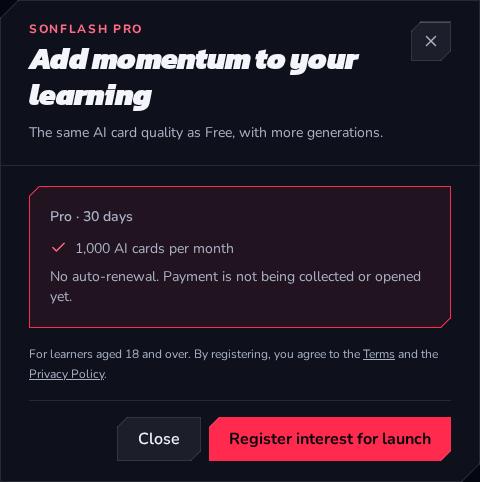 SONFLASH PRO
Add momentum to your
learning
The same AI card quality as Free, with more generations.
Pro · 30 days
1,000 AI cards per month
No auto-renewal. Payment is not being collected or opened
yet.
For learners aged 18 and over. By registering, you agree to the Terms and the
Privacy Policy.
Close
Register interest for launch